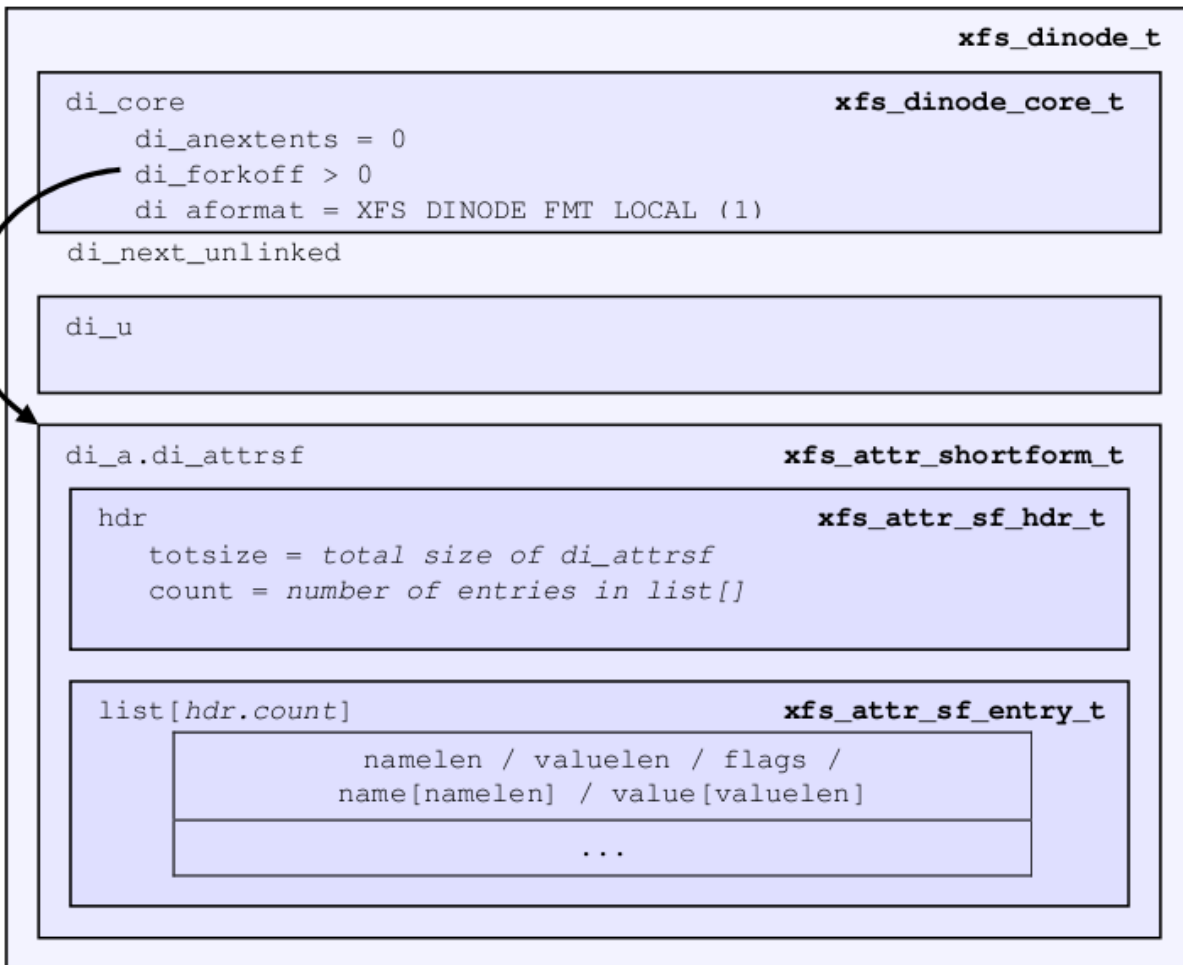 xfs_dinode_t
di_core xfs_dinode_core_t
di_anextents = 0
di_forkoff > 0
di aformat = XFS DINODE FMT LOCAL (1)
di_next_unlinked
di_u
di_a.di_attrsf xfs_attr_shortform_t
hdr xfs_attr_sf_hdr_t
totsize = total size of di_attrsf
count = number of entries in list[]
list[hdr.count] xfs_attr_sf_entry_t
namelen / valuelen / flags /
name[namelen] / value[valuelen]
...